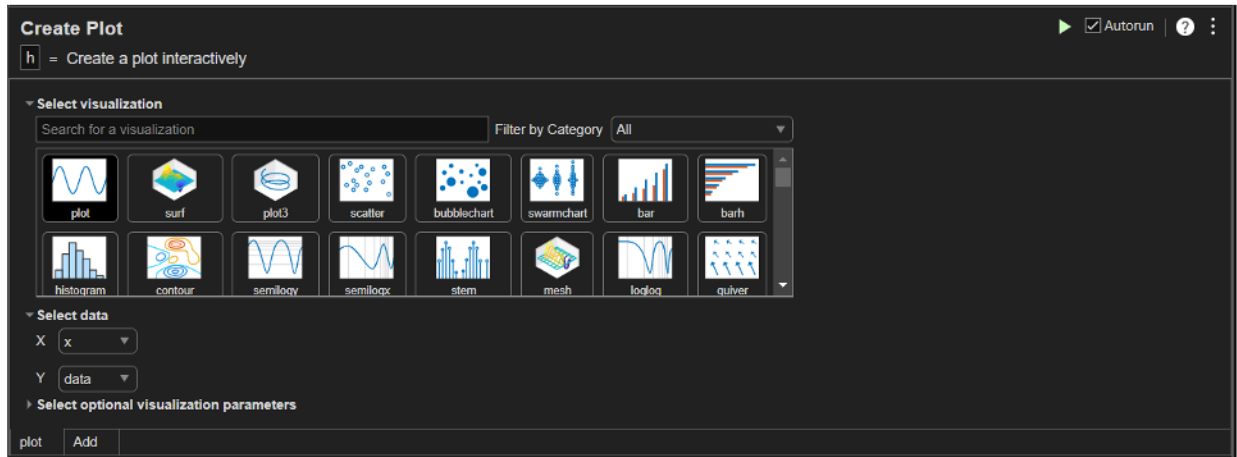 Create Plot
Autorun
?
h = Create a plot interactively
Select visualization
Search for a visualization Filter by Category All
plot surf plot3 scatter bubblechart swarmchart bar barh
histogram contour semilogy semilogx stem mesh loglog quiver
Select data
X x
Y data
Select optional visualization parameters
plot Add